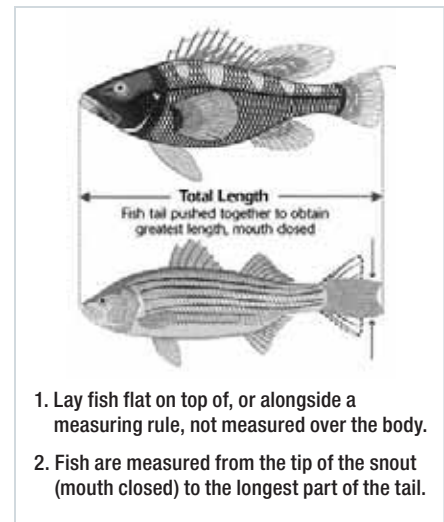 Total Length
Fish tail pushed together to obtain
greatest length, mouth closed
1. Lay fish flat on top of, or alongside a
measuring rule, not measured over the body.
2. Fish are measured from the tip of the snout
(mouth closed) to the longest part of the tail.